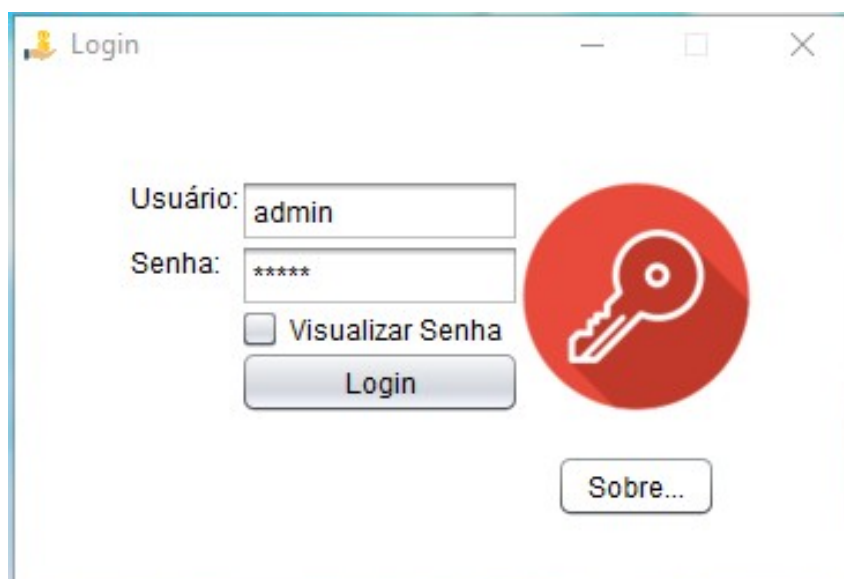 Login
Usuário: admin
Senha: *****
Visualizar Senha
Login
Sobre...